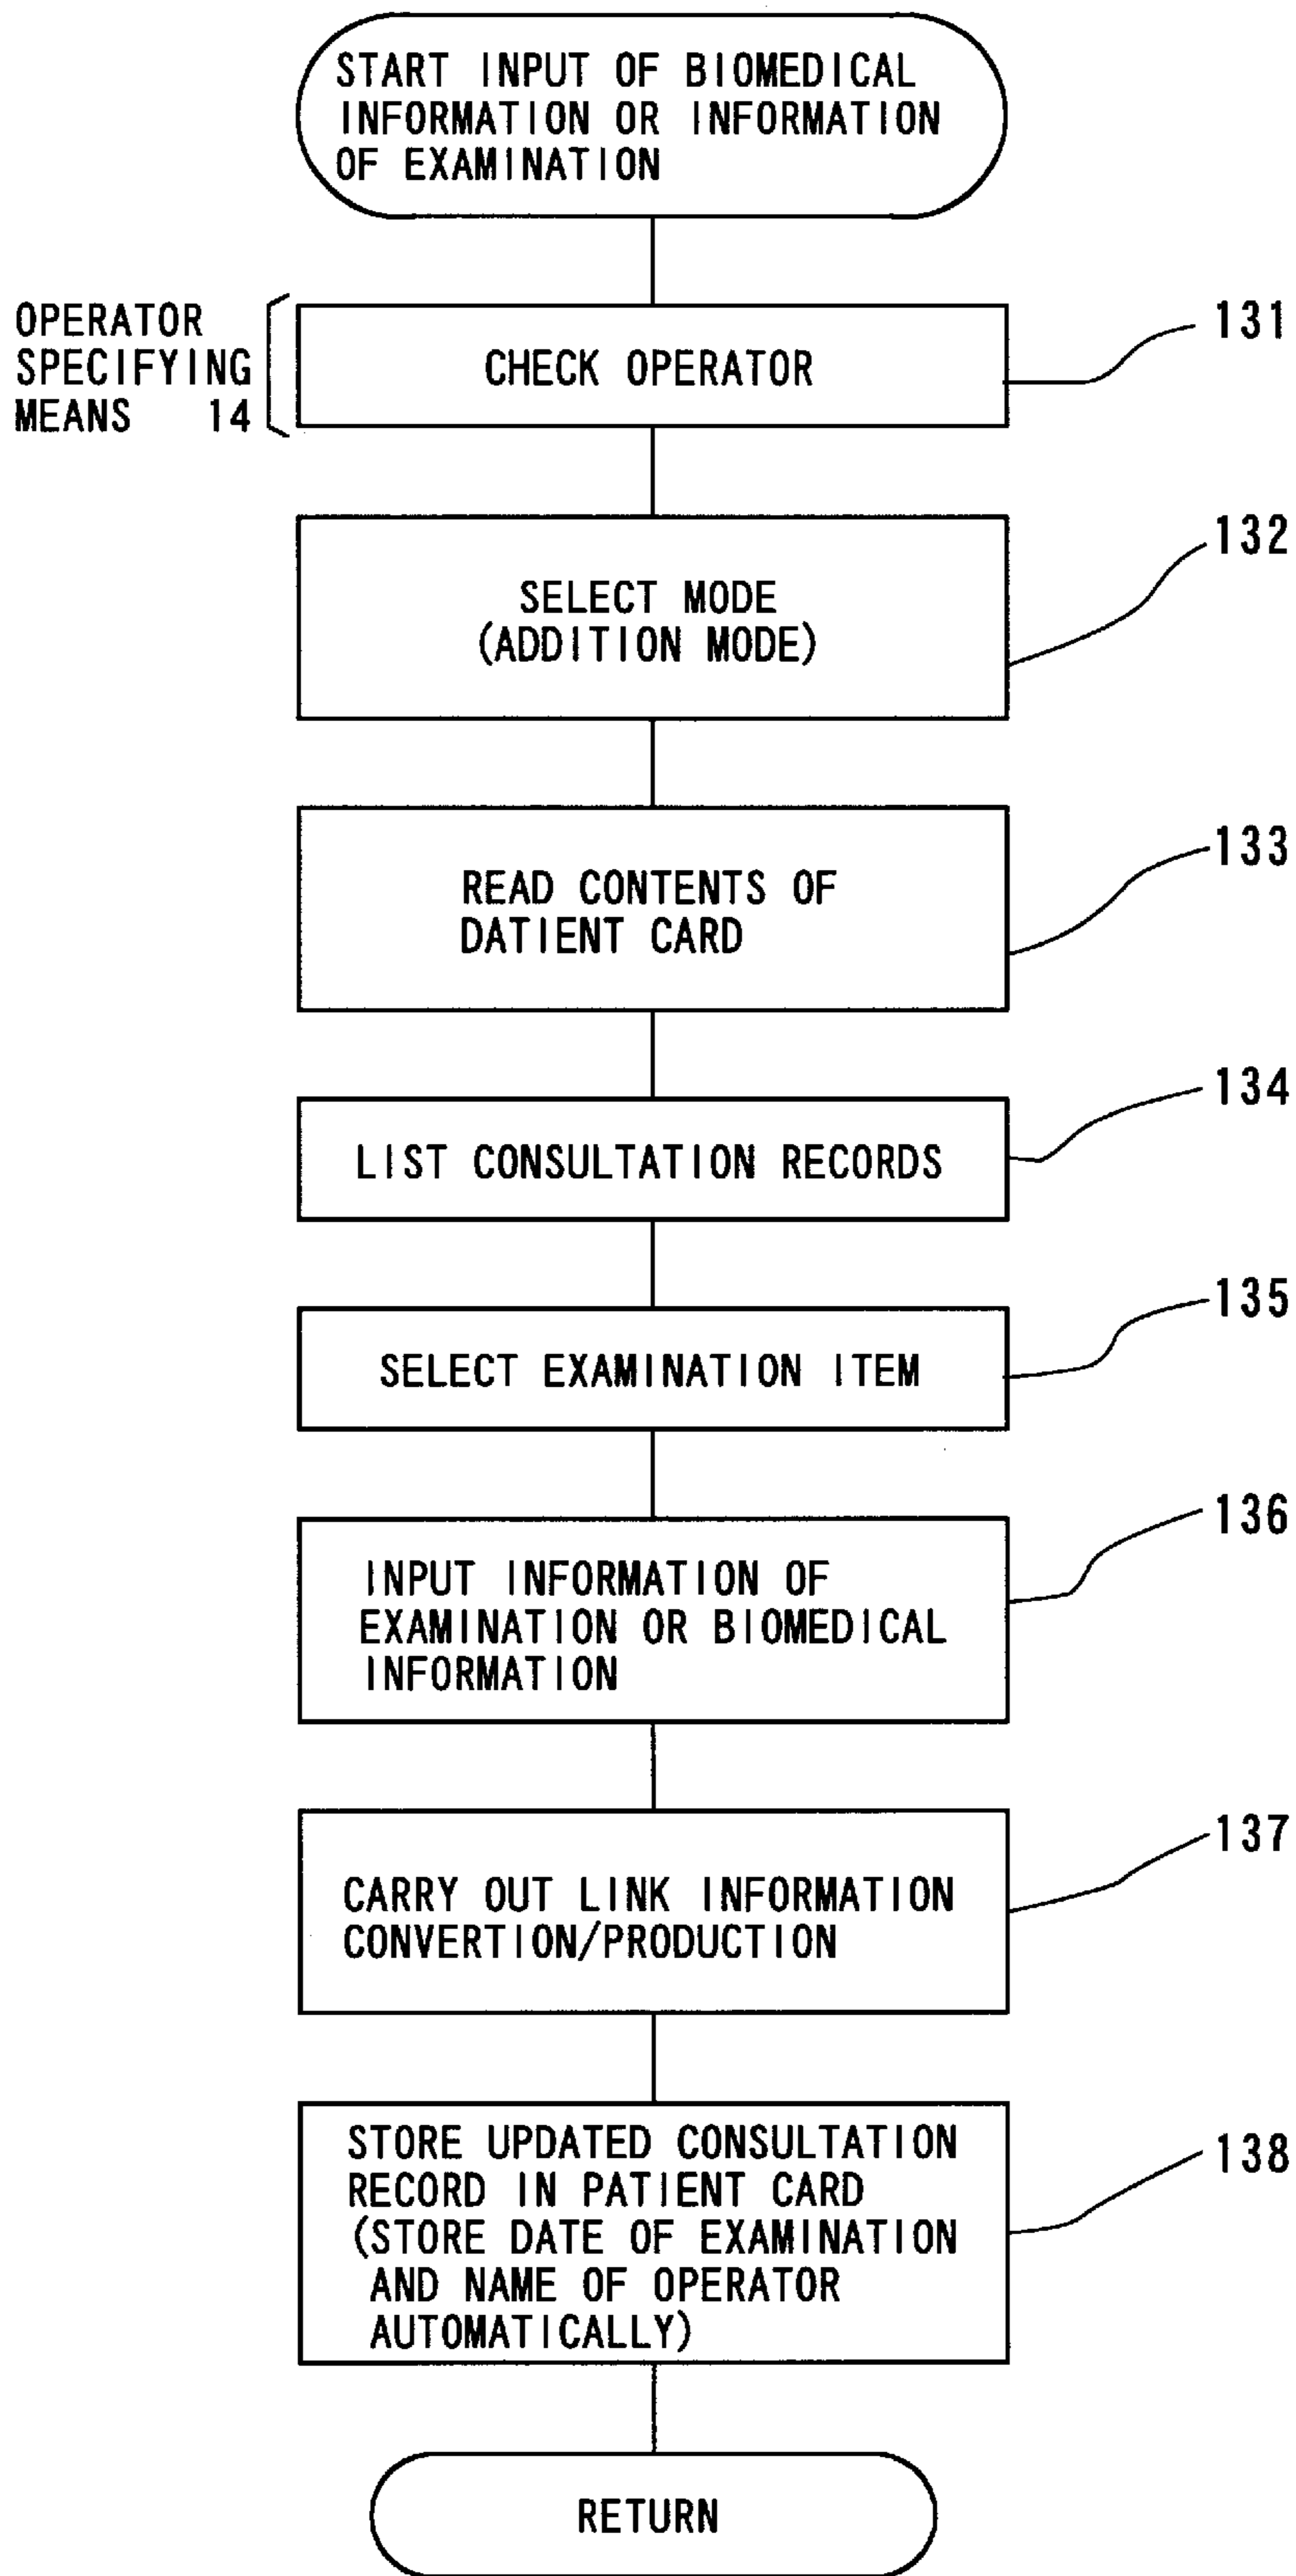 START INPUT OF BIOMEDICAL
INFORMATION OR INFORMATION
OF EXAMINATION
OPERATOR
SPECIFYING
MEANS 14
CHECK OPERATOR
131
SELECT MODE
(ADDITION MODE)
132
READ CONTENTS OF
DATIENT CARD
133
LIST CONSULTATION RECORDS
134
SELECT EXAMINATION ITEM
135
INPUT INFORMATION OF
EXAMINATION OR BIOMEDICAL
INFORMATION
136
CARRY OUT LINK INFORMATION
CONVERTION/PRODUCTION
137
STORE UPDATED CONSULTATION
RECORD IN PATIENT CARD
(STORE DATE OF EXAMINATION
AND NAME OF OPERATOR
AUTOMATICALLY)
138
RETURN